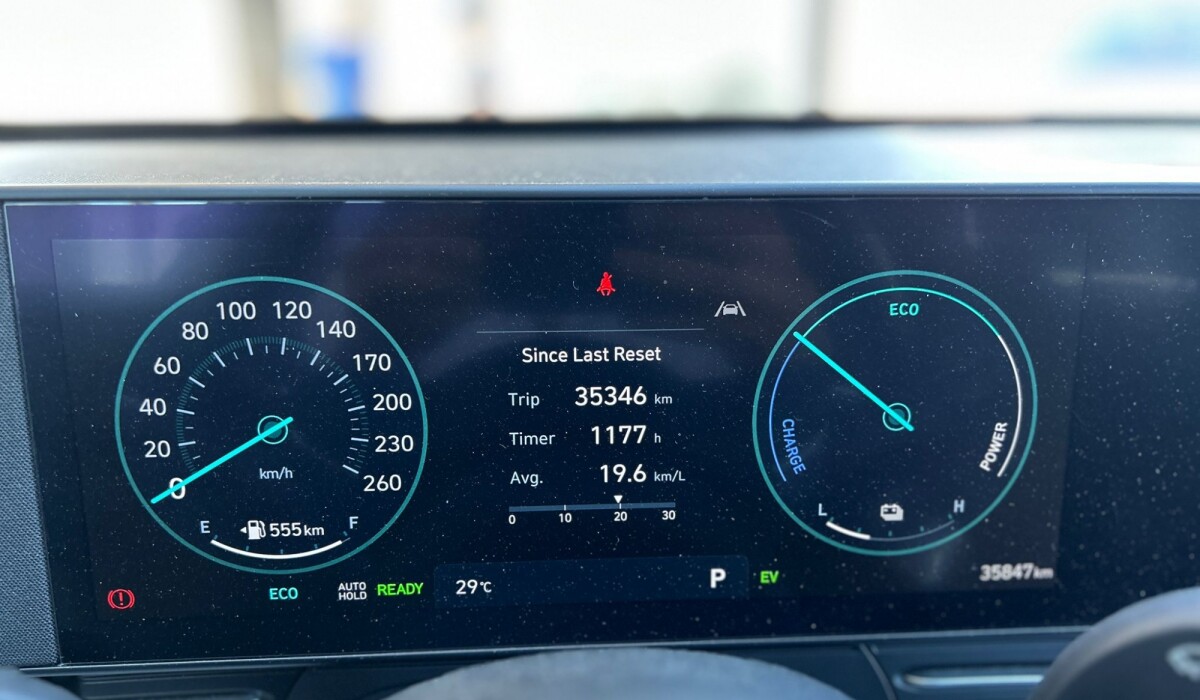 100 120
80 140
60 170
40 200
20 230
0 260
km/h
E 555km F
Since Last Reset
Trip 35346 km
Timer 1177 h
Avg. 19.6 km/L
0 10 20 30
ECO
CHARGE
POWER
L H
35847 km
ECO AUTO HOLD READY 29°C P EV